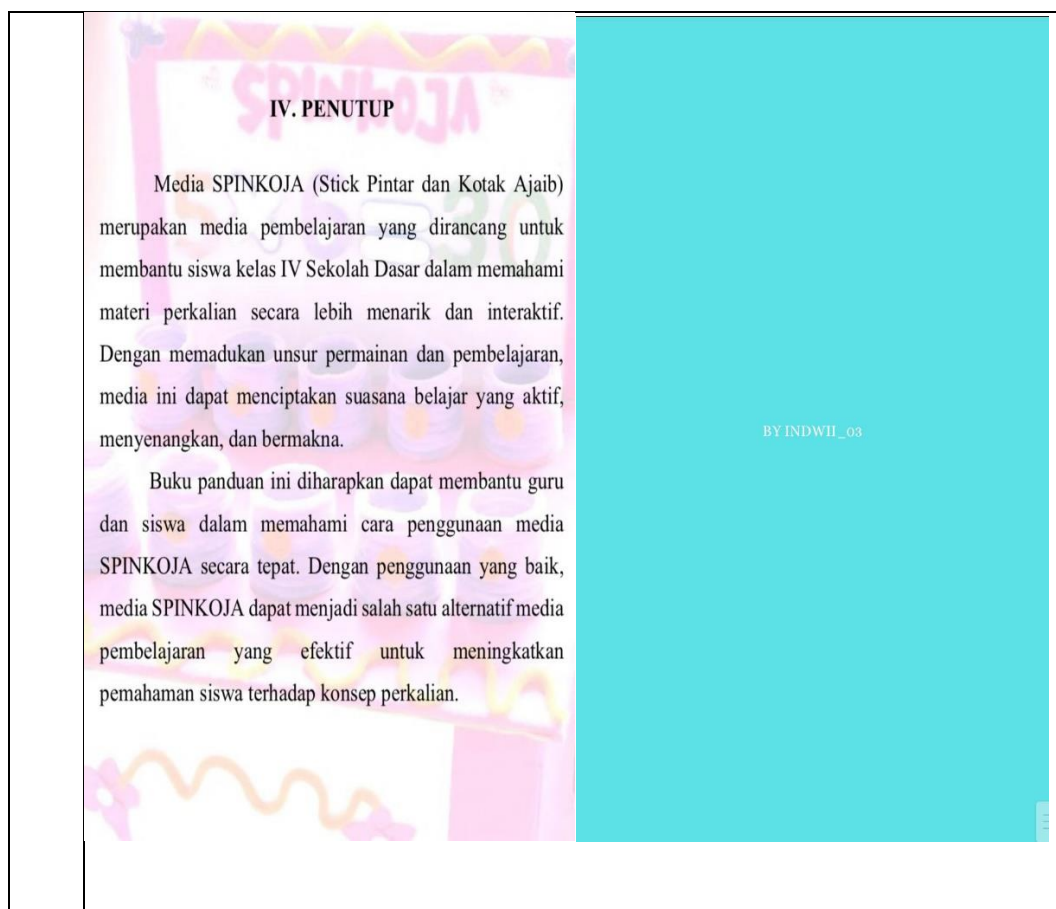 IV. PENUTUP
Media SPINKOJA (Stick Pintar dan Kotak Ajaib)
merupakan media pembelajaran yang dirancang untuk
membantu siswa kelas IV Sekolah Dasar dalam memahami
materi perkalian secara lebih menarik dan interaktif.
Dengan memadukan unsur permainan dan pembelajaran,
media ini dapat menciptakan suasana belajar yang aktif,
menyenangkan, dan bermakna.
Buku panduan ini diharapkan dapat membantu guru
dan siswa dalam memahami cara penggunaan media
SPINKOJA secara tepat. Dengan penggunaan yang baik,
media SPINKOJA dapat menjadi salah satu alternatif media
pembelajaran yang efektif untuk meningkatkan
pemahaman siswa terhadap konsep perkalian.
BY INDWII_03